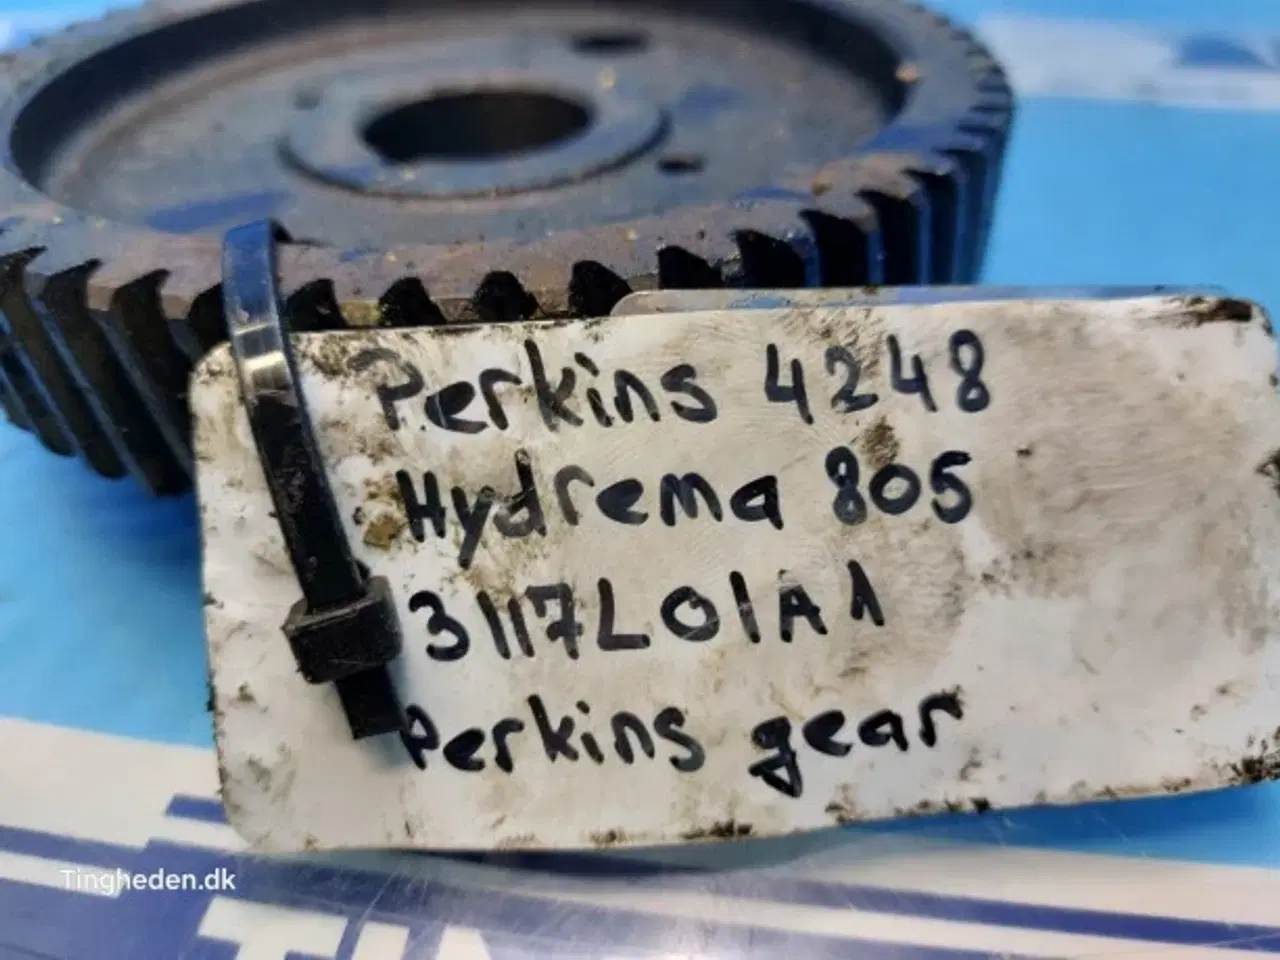 Perkins 4248
Hydrema 805
3117L01A1
Perkins gear
Tingheden.dk